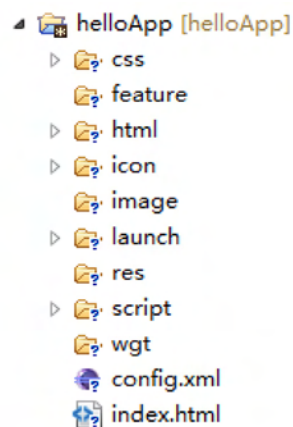 helloApp [helloApp]
css
feature
html
icon
image
launch
res
script
wgt
config.xml
index.html